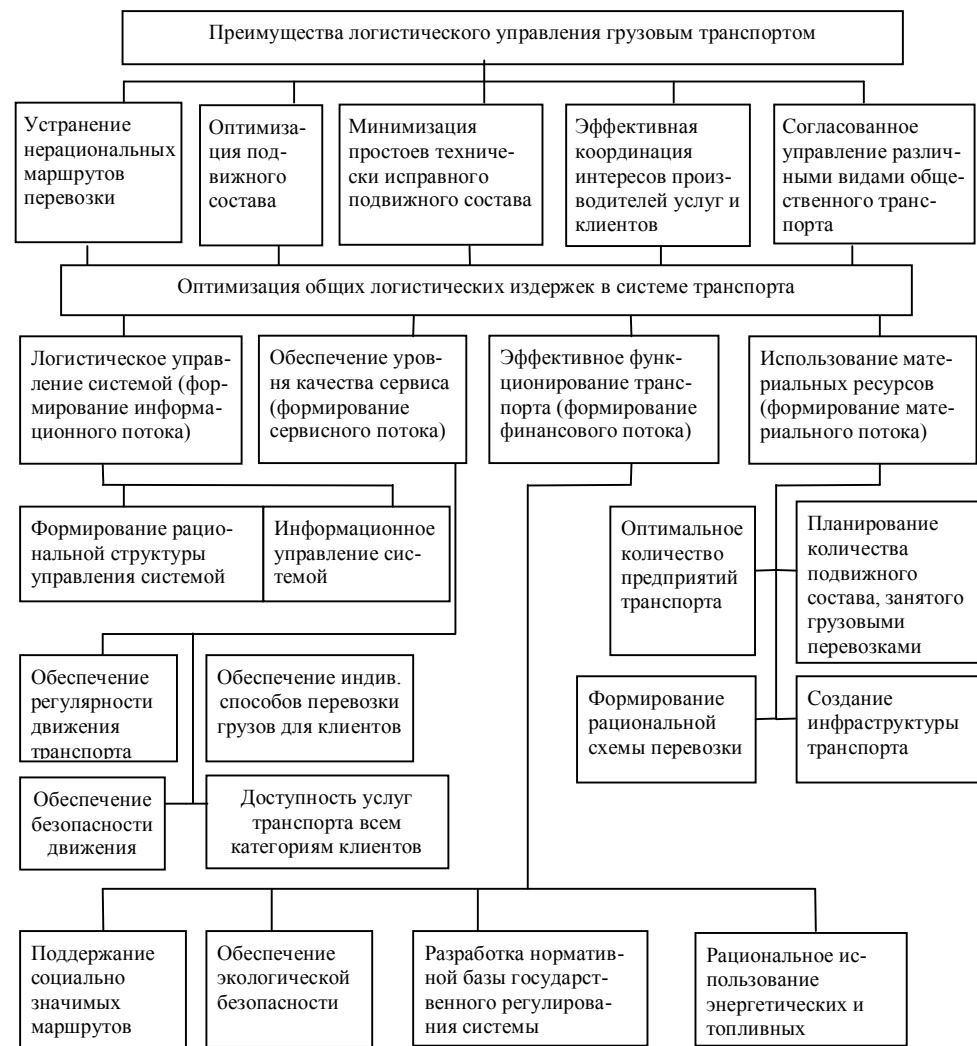 Преимущества логистического управления грузовым транспортом
Устранение
нерациональных
маршрутов
перевозки
Оптимиза-
ция под-
вижного
состава
Минимизация
простоев техниче-
ски исправного
подвижного состава
Эффективная
координация
интересов произ-
водителей услуг и
клиентов
Согласованное
управление различ-
ными видами обще-
ственного транс-
порта
Оптимизация общих логистических издержек в системе транспорта
Логистическое управ-
ление системой (фор-
мирование информа-
ционного потока)
Обеспечение уров-
ня качества сервиса
(формирование
сервисного потока)
Эффективное функ-
ционирование транс-
порта (формирование
финансового потока)
Использование мате-
риальных ресурсов
(формирование мате-
риального потока)
Формирование рацио-
нальной структуры
управления системой
Информационное
управление сис-
темой
Оптимальное
количество
предприятий
транспорта
Планирование
количества
подвижного
состава, занятого
грузовыми
перевозками
Обеспечение
регулярности
движения
транспорта
Обеспечение индив.
способов перевозки
грузов для клиентов
Формирование
рациональной
схемы перевозки
Создание
инфраструктуры
транспорта
Обеспечение
безопасности
движения
Доступность услуг
транспорта всем
категориям клиентов
Поддержание
социально
значимых
маршрутов
Обеспечение
экологической
безопасности
Разработка норматив-
ной базы государст-
венного регулирова-
ния системы
Рациональное ис-
пользование
энергетических и
топливных